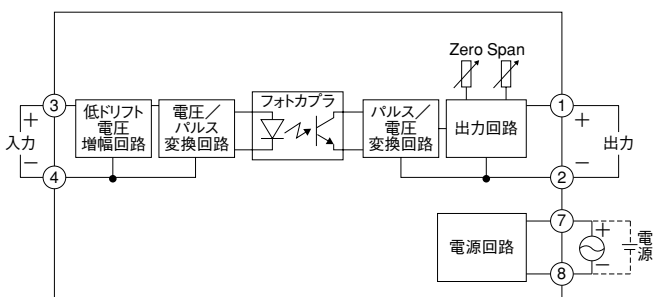 Zero Span
3
+
入力
−
4
低ドリフト
電圧
増幅回路
電圧／
パルス
変換回路
フォトカプラ
パルス／
電圧
変換回路
出力回路
1
+
出力
−
2
電源回路
7
+
−
8
電源